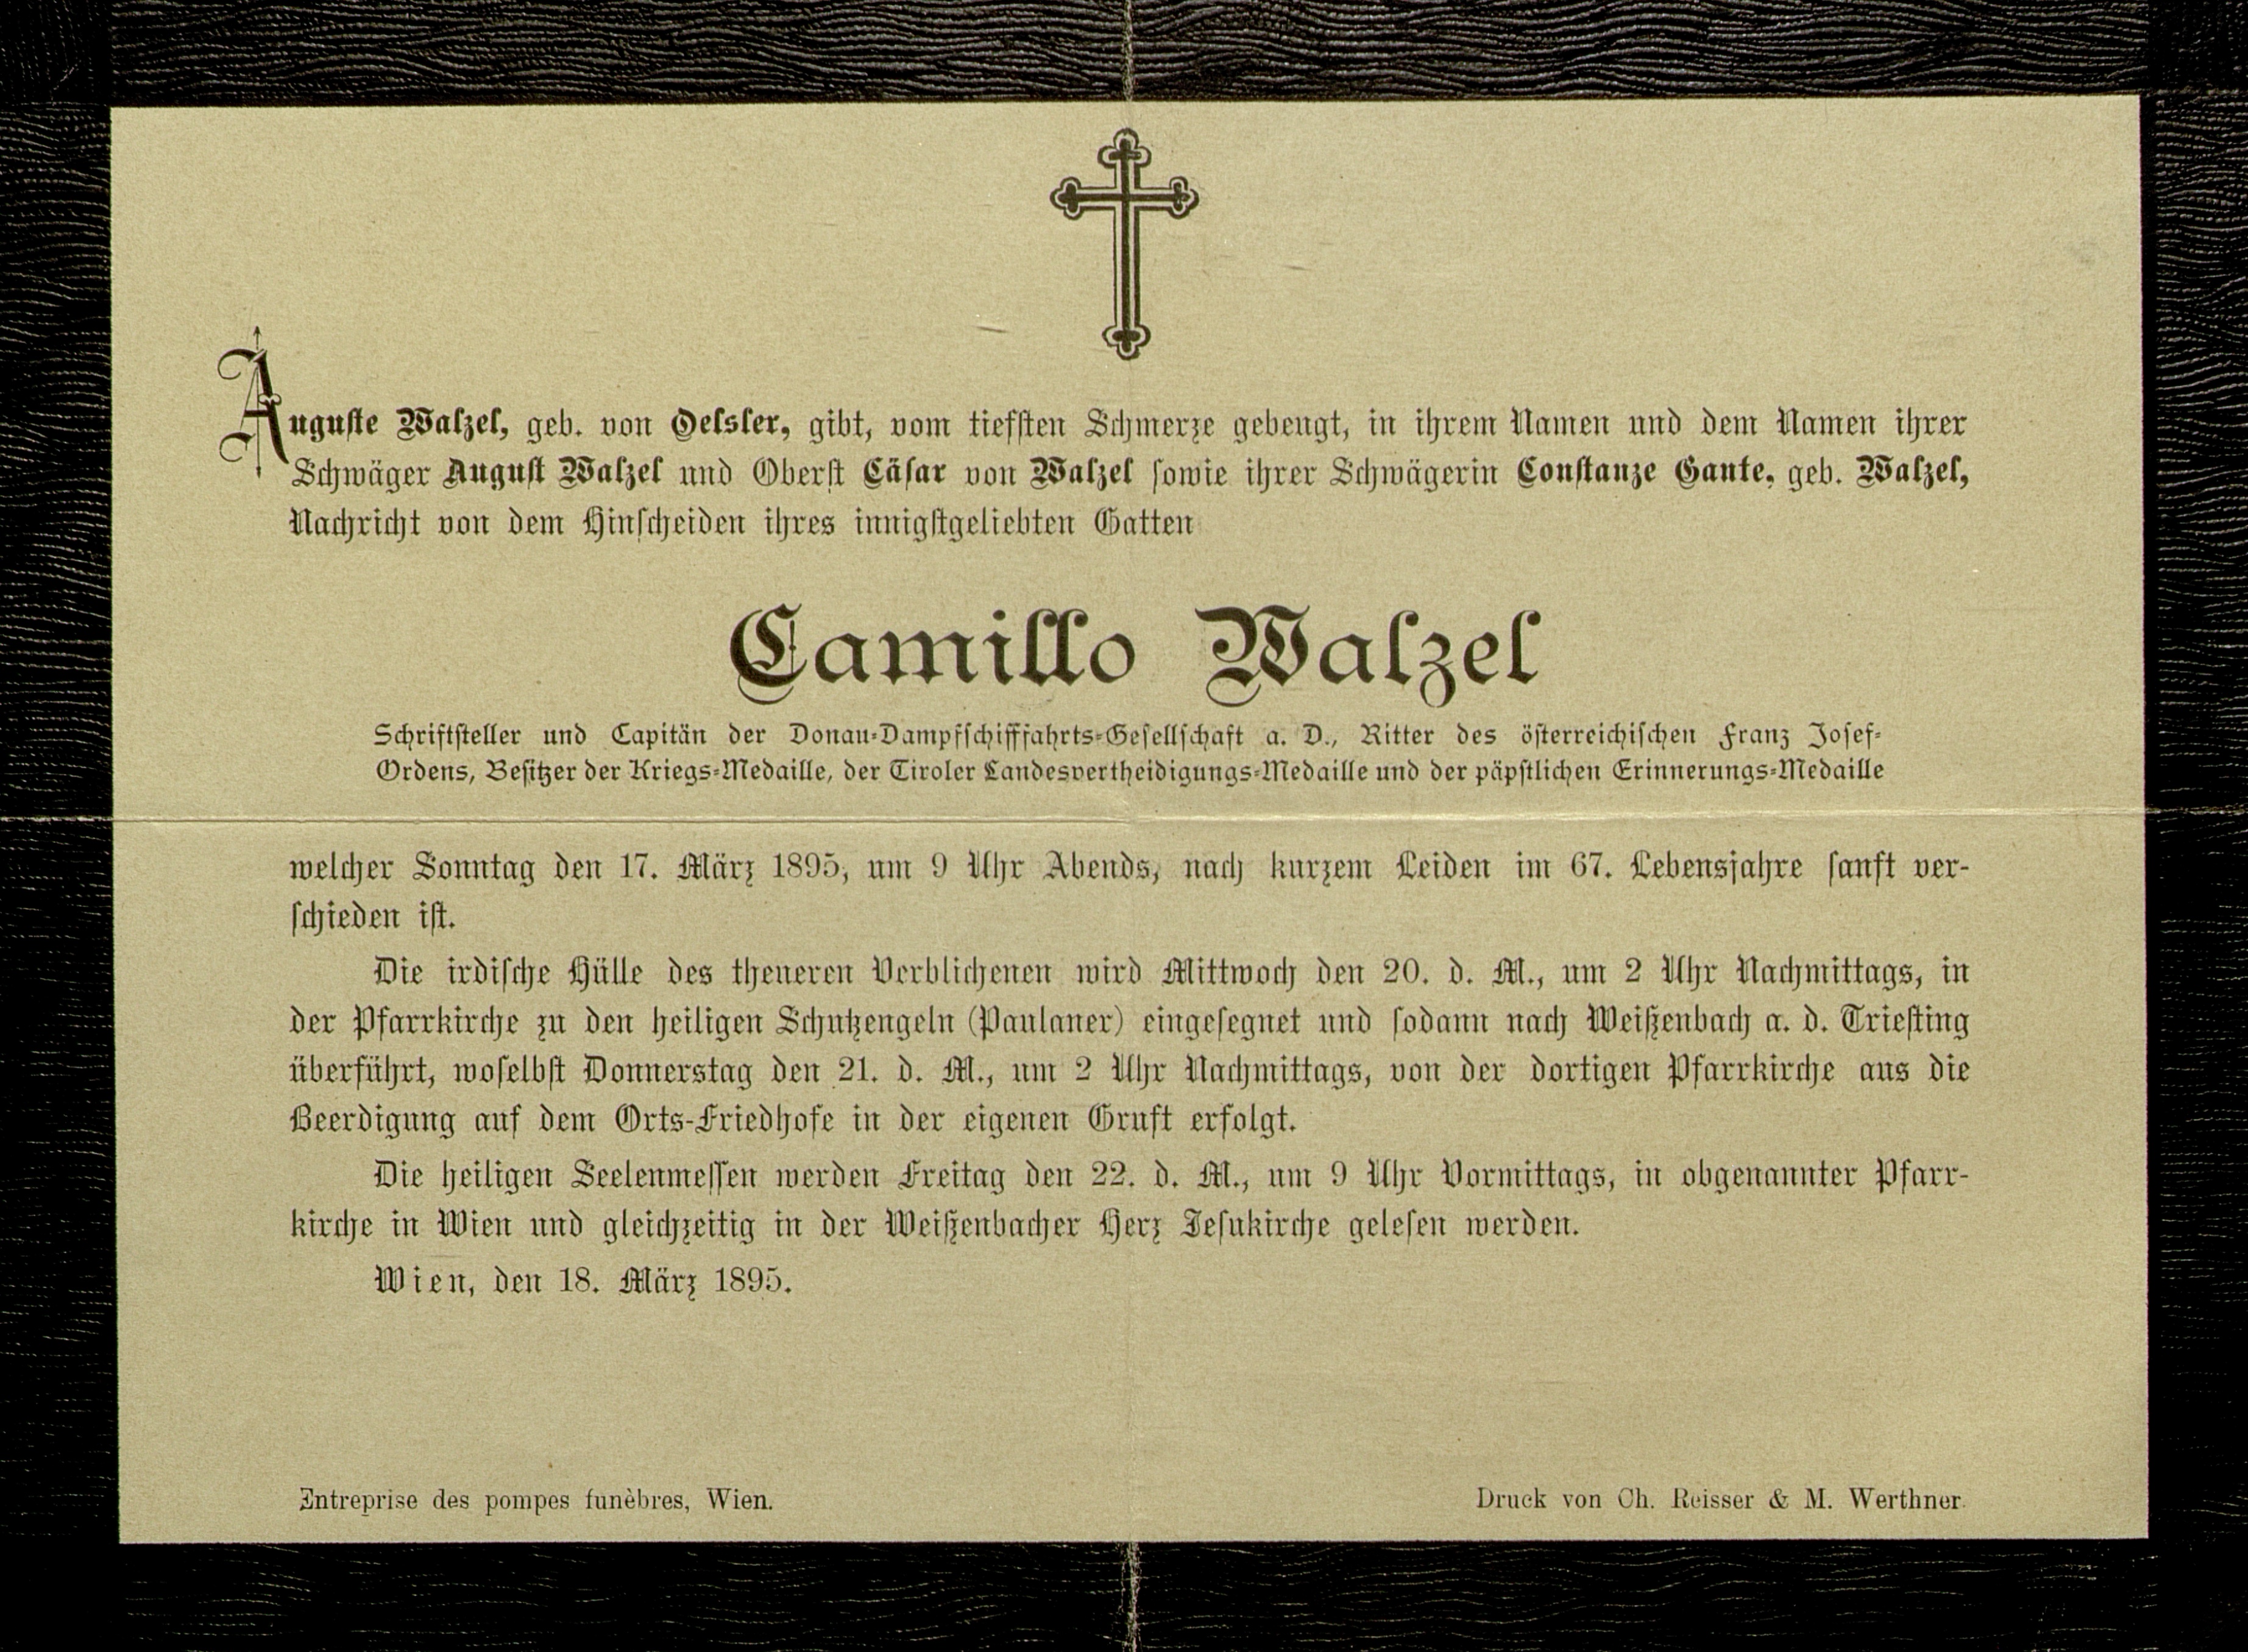 Auguste Walzel, geb. von Oelsler, gibt, vom tiefsten Schmerze gebeugt, in ihrem Namen und dem Namen ihrer
Schwäger August Walzel und Oberst Cäsar von Walzel sowie ihrer Schwägerin Constanze Gante, geb. Walzel,
Nachricht von dem Hinscheiden ihres innigstgeliebten Gatten
Camillo Walzel
Schriftsteller und Capitän der Donau-Dampfschifffahrts-Gesellschaft a. D., Ritter des österreichischen Franz Josef-
Ordens, Besitzer der Kriegs-Medaille, der Tiroler Landesvertheidigungs-Medaille und der päpstlichen Erinnerungs-Medaille
welcher Sonntag den 17. März 1895, um 9 Uhr Abends, nach kurzem Leiden im 67. Lebensjahre sanft ver-
schieden ist.
Die irdische Hülle des theueren Verblichenen wird Mittwoch den 20. d. M., um 2 Uhr Nachmittags, in
der Pfarrkirche zu den heiligen Schutzengeln (Paulaner) eingesegnet und sodann nach Weißenbach a. d. Triesting
überführt, woselbst Donnerstag den 21. d. M., um 2 Uhr Nachmittags, von der dortigen Pfarrkirche aus die
Beerdigung auf dem Orts-Friedhofe in der eigenen Gruft erfolgt.
Die heiligen Seelenmessen werden Freitag den 22. d. M., um 9 Uhr Vormittags, in obgenannter Pfarr-
kirche in Wien und gleichzeitig in der Weißenbacher Herz Jesukirche gelesen werden.
Wien, den 18. März 1895.
Entreprise des pompes funèbres, Wien.
Druck von Ch. Reisser & M. Werthner.